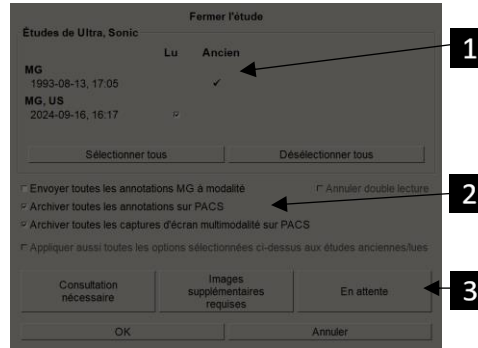 Fermer l'étude
Études de Ultra, Sonic
Lu Ancien
1
MG
1993-08-13, 17:05
MG, US
2024-09-16, 16:17
Sélectionner tous Désélectionner tous
Envoyer toutes les annotations MG à modalité Annuler double lecture
2
Archiver toutes les annotations sur PACS
Archiver toutes les captures d'écran multimodalité sur PACS
Appliquer aussi toutes les options sélectionnées ci-dessus aux études anciennes/lues
Consultation nécessaire
Images supplémentaires requises
En attente
3
OK Annuler